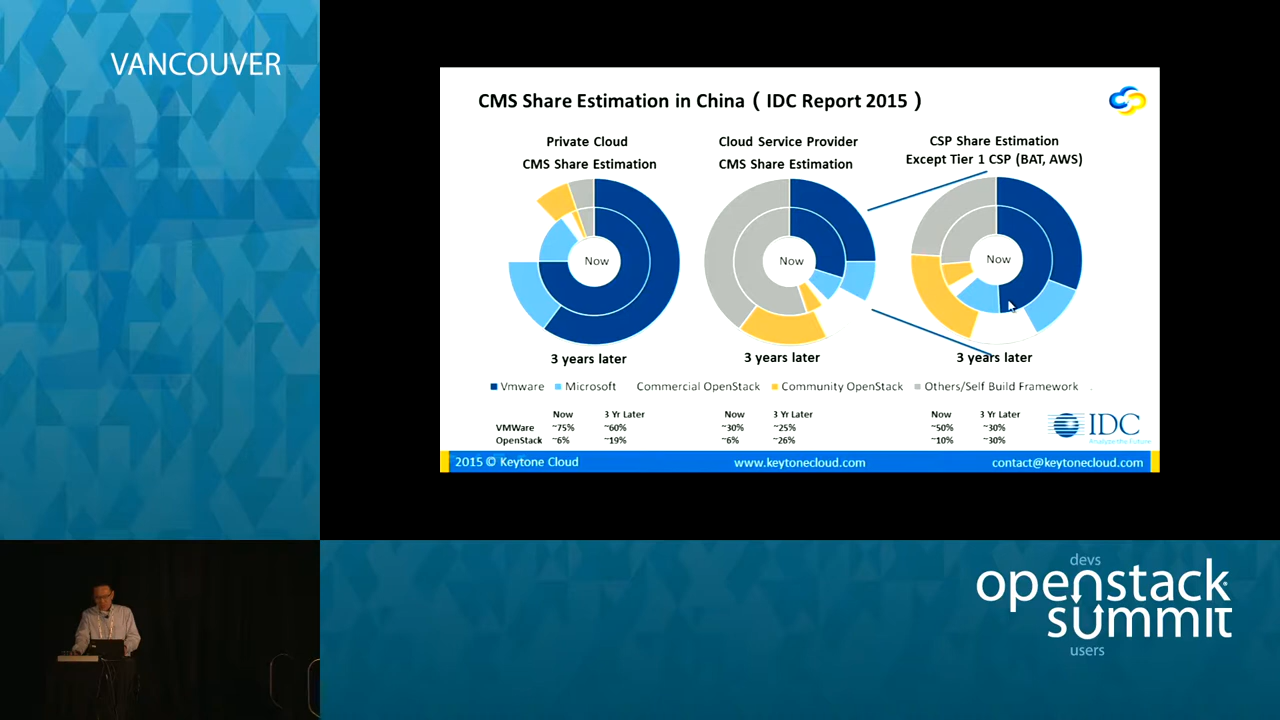 VANCOUVER
CMS Share Estimation in China ( IDC Report 2015 )
Private Cloud
CMS Share Estimation
Cloud Service Provider
CMS Share Estimation
CSP Share Estimation
Except Tier 1 CSP (BAT, AWS)
Now
Now
Now
3 years later
3 years later
3 years later
Vmware Microsoft Commercial OpenStack Community OpenStack Others/Self Build Framework
Now 3 Yr Later
VMWare ~75% ~60%
OpenStack ~6% ~19%
Now 3 Yr Later
~30% ~25%
~6% ~26%
Now 3 Yr Later
~50% ~30%
~10% ~30%
IDC
Analyze the Future
2015 © Keytone Cloud www.keytonecloud.com contact@keytonecloud.com
devs
openstack
summit
users